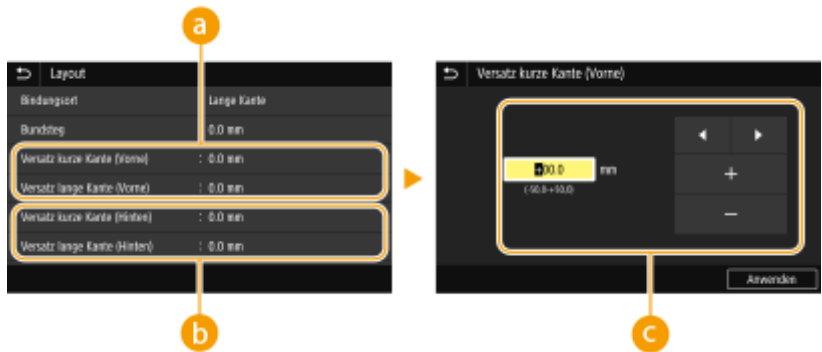 a
Layout
Bindungsort Lange Kante
Bundsteg 0.0 mm
Versatz kurze Kante (Vorne) : 0.0 mm
Versatz lange Kante (Vorne) : 0.0 mm
Versatz kurze Kante (Hinten) : 0.0 mm
Versatz lange Kante (Hinten) : 0.0 mm
b
Versatz kurze Kante (Vorne)
+00.0 mm
(-50.0-+50.0)
+
−
Anwenden
c